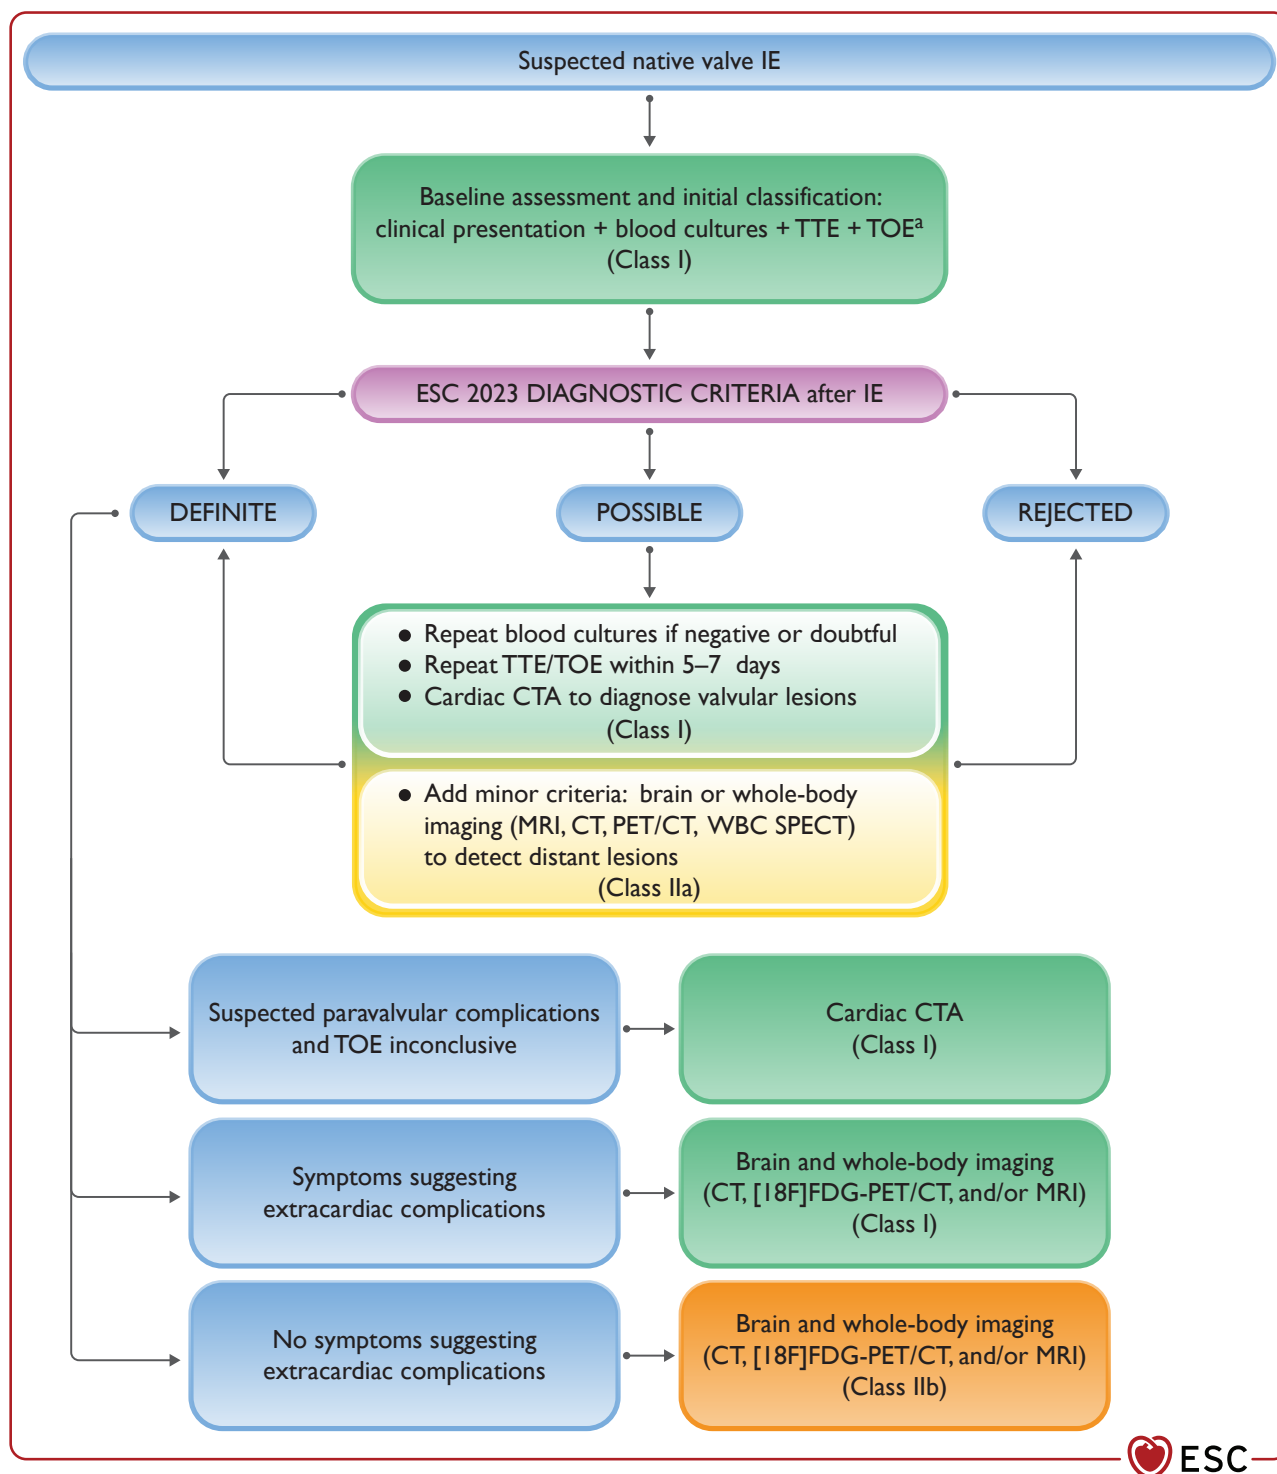 Suspected native valve IE
Baseline assessment and initial classification:
clinical presentation + blood cultures + TTE + TOEᵃ
(Class I)
ESC 2023 DIAGNOSTIC CRITERIA after IE
DEFINITE
POSSIBLE
REJECTED
● Repeat blood cultures if negative or doubtful
● Repeat TTE/TOE within 5–7 days
● Cardiac CTA to diagnose valvular lesions
(Class I)
● Add minor criteria: brain or whole-body
imaging (MRI, CT, PET/CT, WBC SPECT)
to detect distant lesions
(Class IIa)
Suspected paravalvular complications
and TOE inconclusive
Cardiac CTA
(Class I)
Symptoms suggesting
extracardiac complications
Brain and whole-body imaging
(CT, [18F]FDG-PET/CT, and/or MRI)
(Class I)
No symptoms suggesting
extracardiac complications
Brain and whole-body imaging
(CT, [18F]FDG-PET/CT, and/or MRI)
(Class IIb)
ESC